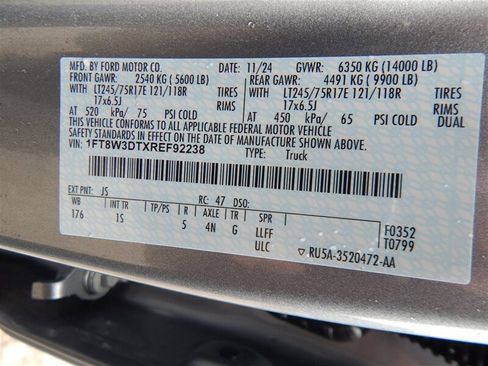 MFD. BY FORD MOTOR CO. DATE: 11/24 GVWR: 6350 KG (14000 LB)
FRONT GAWR: 2540 KG (5600 LB) REAR GAWR: 4491 KG (9900 LB)
WITH LT245/75R17E 121/118R TIRES WITH LT245/75R17E 121/118R TIRES
17x6.5J RIMS 17x6.5J RIMS
AT 520 kPa/ 75 PSI COLD AT 450 kPa/ 65 PSI COLD DUAL
THIS VEHICLE CONFORMS TO ALL APPLICABLE FEDERAL MOTOR VEHICLE
SAFETY STANDARDS IN EFFECT ON THE DATE OF MANUFACTURE SHOWN ABOVE.
VIN: 1FT8W3DTXREF92238
TYPE: Truck
EXT PNT: JS RC: 47 DSO:
WB INT TR TP/PS R AXLE TR SPR
176 1S 5 4N G LLFF
ULC
F0352
T0799
▽ RU5A-3520472-AA